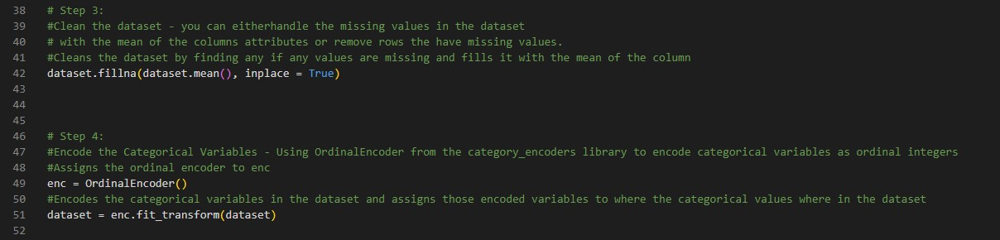 38 # Step 3:
39 #Clean the dataset - you can eitherhandle the missing values in the dataset
40 # with the mean of the columns attributes or remove rows the have missing values.
41 #Cleans the dataset by finding any if any values are missing and fills it with the mean of the column
42 dataset.fillna(dataset.mean(), inplace = True)
43
44
45
46 # Step 4:
47 #Encode the Categorical Variables - Using OrdinalEncoder from the category_encoders library to encode categorical variables as ordinal integers
48 #Assigns the ordinal encoder to enc
49 enc = OrdinalEncoder()
50 #Encodes the categorical variables in the dataset and assigns those encoded variables to where the categorical values where in the dataset
51 dataset = enc.fit_transform(dataset)
52